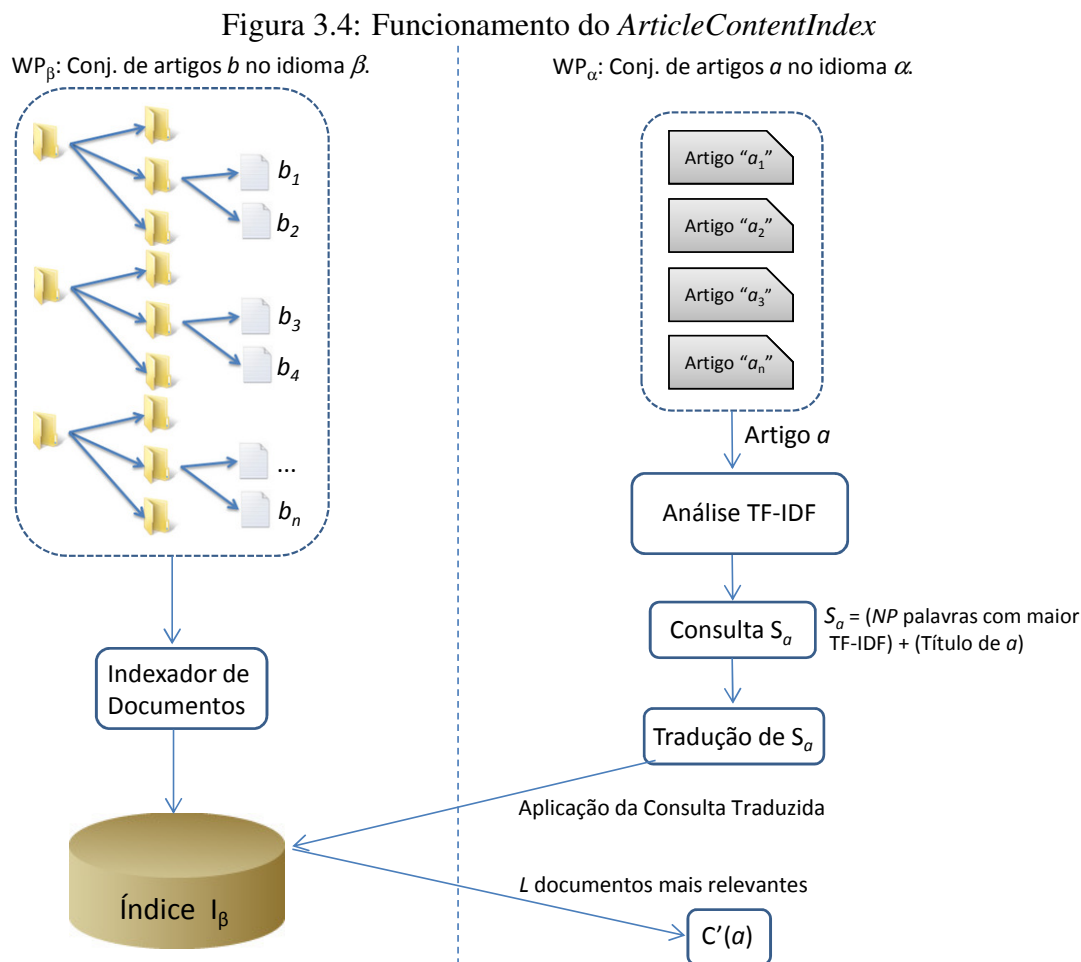 Figura 3.4: Funcionamento do ArticleContentIndex
WPβ: Conj. de artigos b no idioma β.
b1
b2
b3
b4
...
bn
Indexador de
Documentos
Índice Iβ
WPα: Conj. de artigos a no idioma α.
Artigo “a1”
Artigo “a2”
Artigo “a3”
Artigo “an”
Artigo a
Análise TF-IDF
Consulta Sa
Sa = (NP palavras com maior
TF-IDF) + (Título de a)
Tradução de Sa
Aplicação da Consulta Traduzida
L documentos mais relevantes
C’(a)